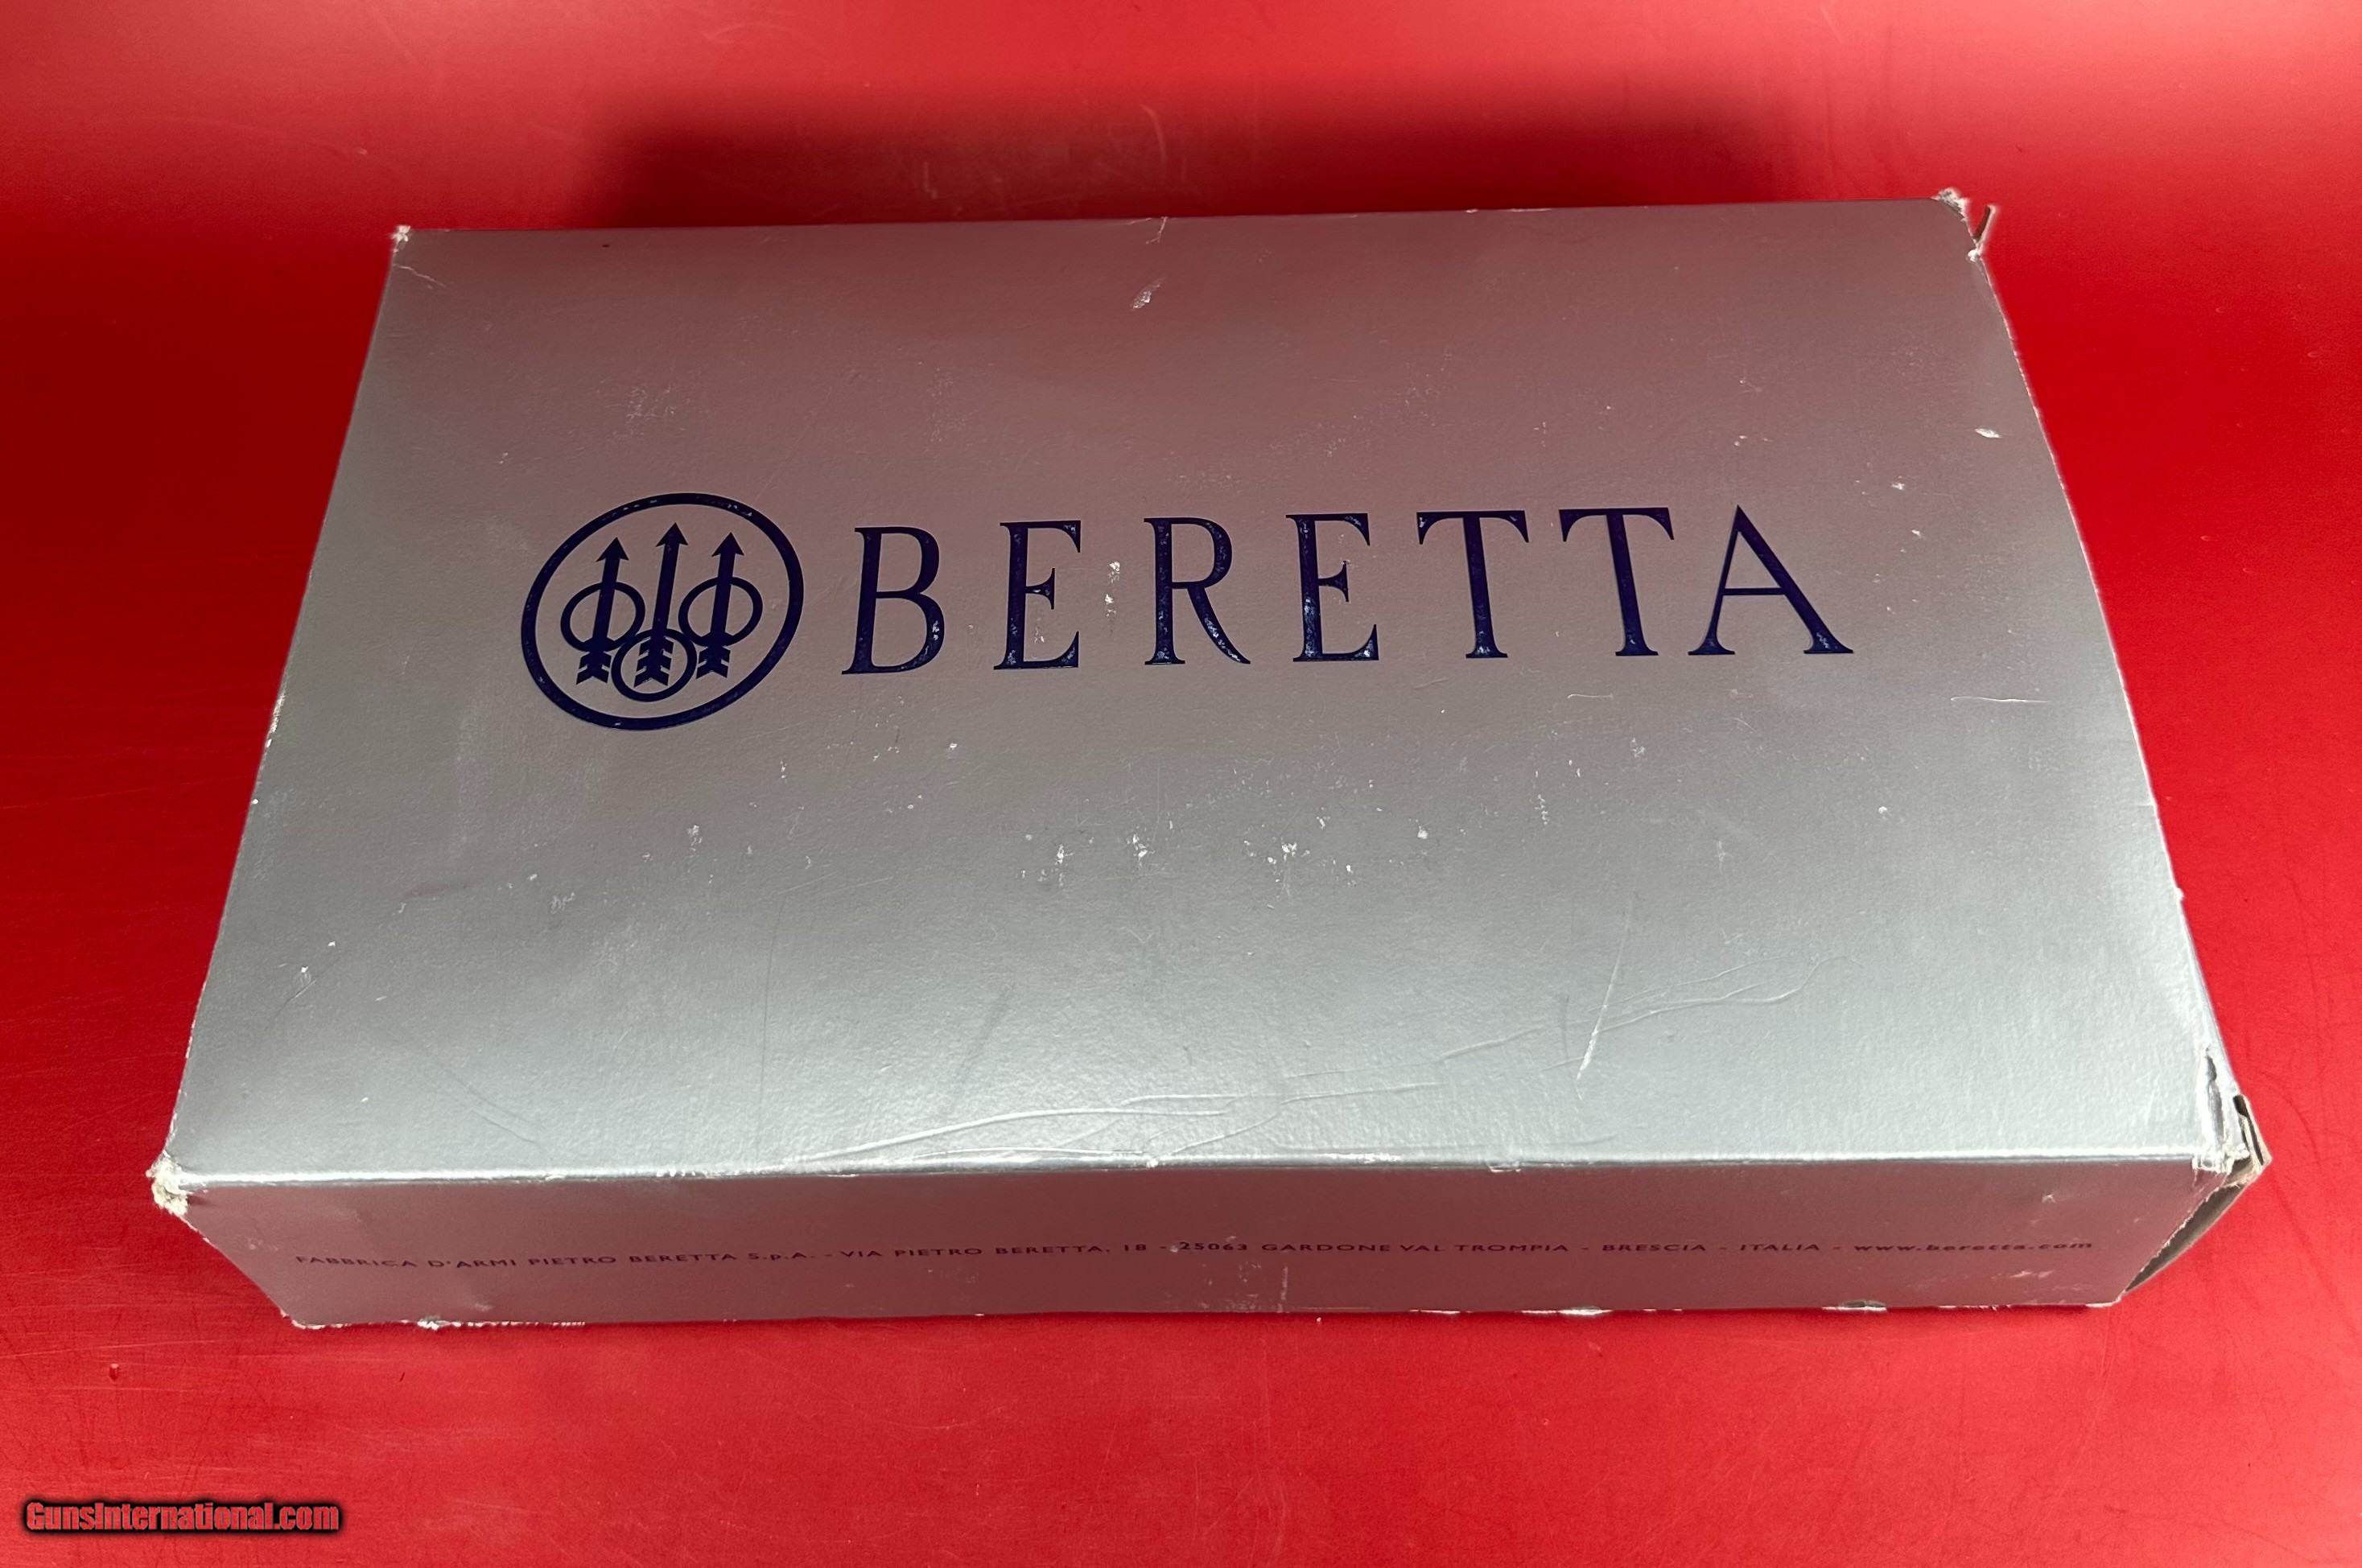 BERETTA
FABBRICA D'ARMI PIETRO BERETTA S.p.A. - VIA PIETRO BERETTA, 18 - 25063 GARDONE VAL TROMPIA - BRESCIA - ITALIA - www.beretta.com
GunsInternational.com